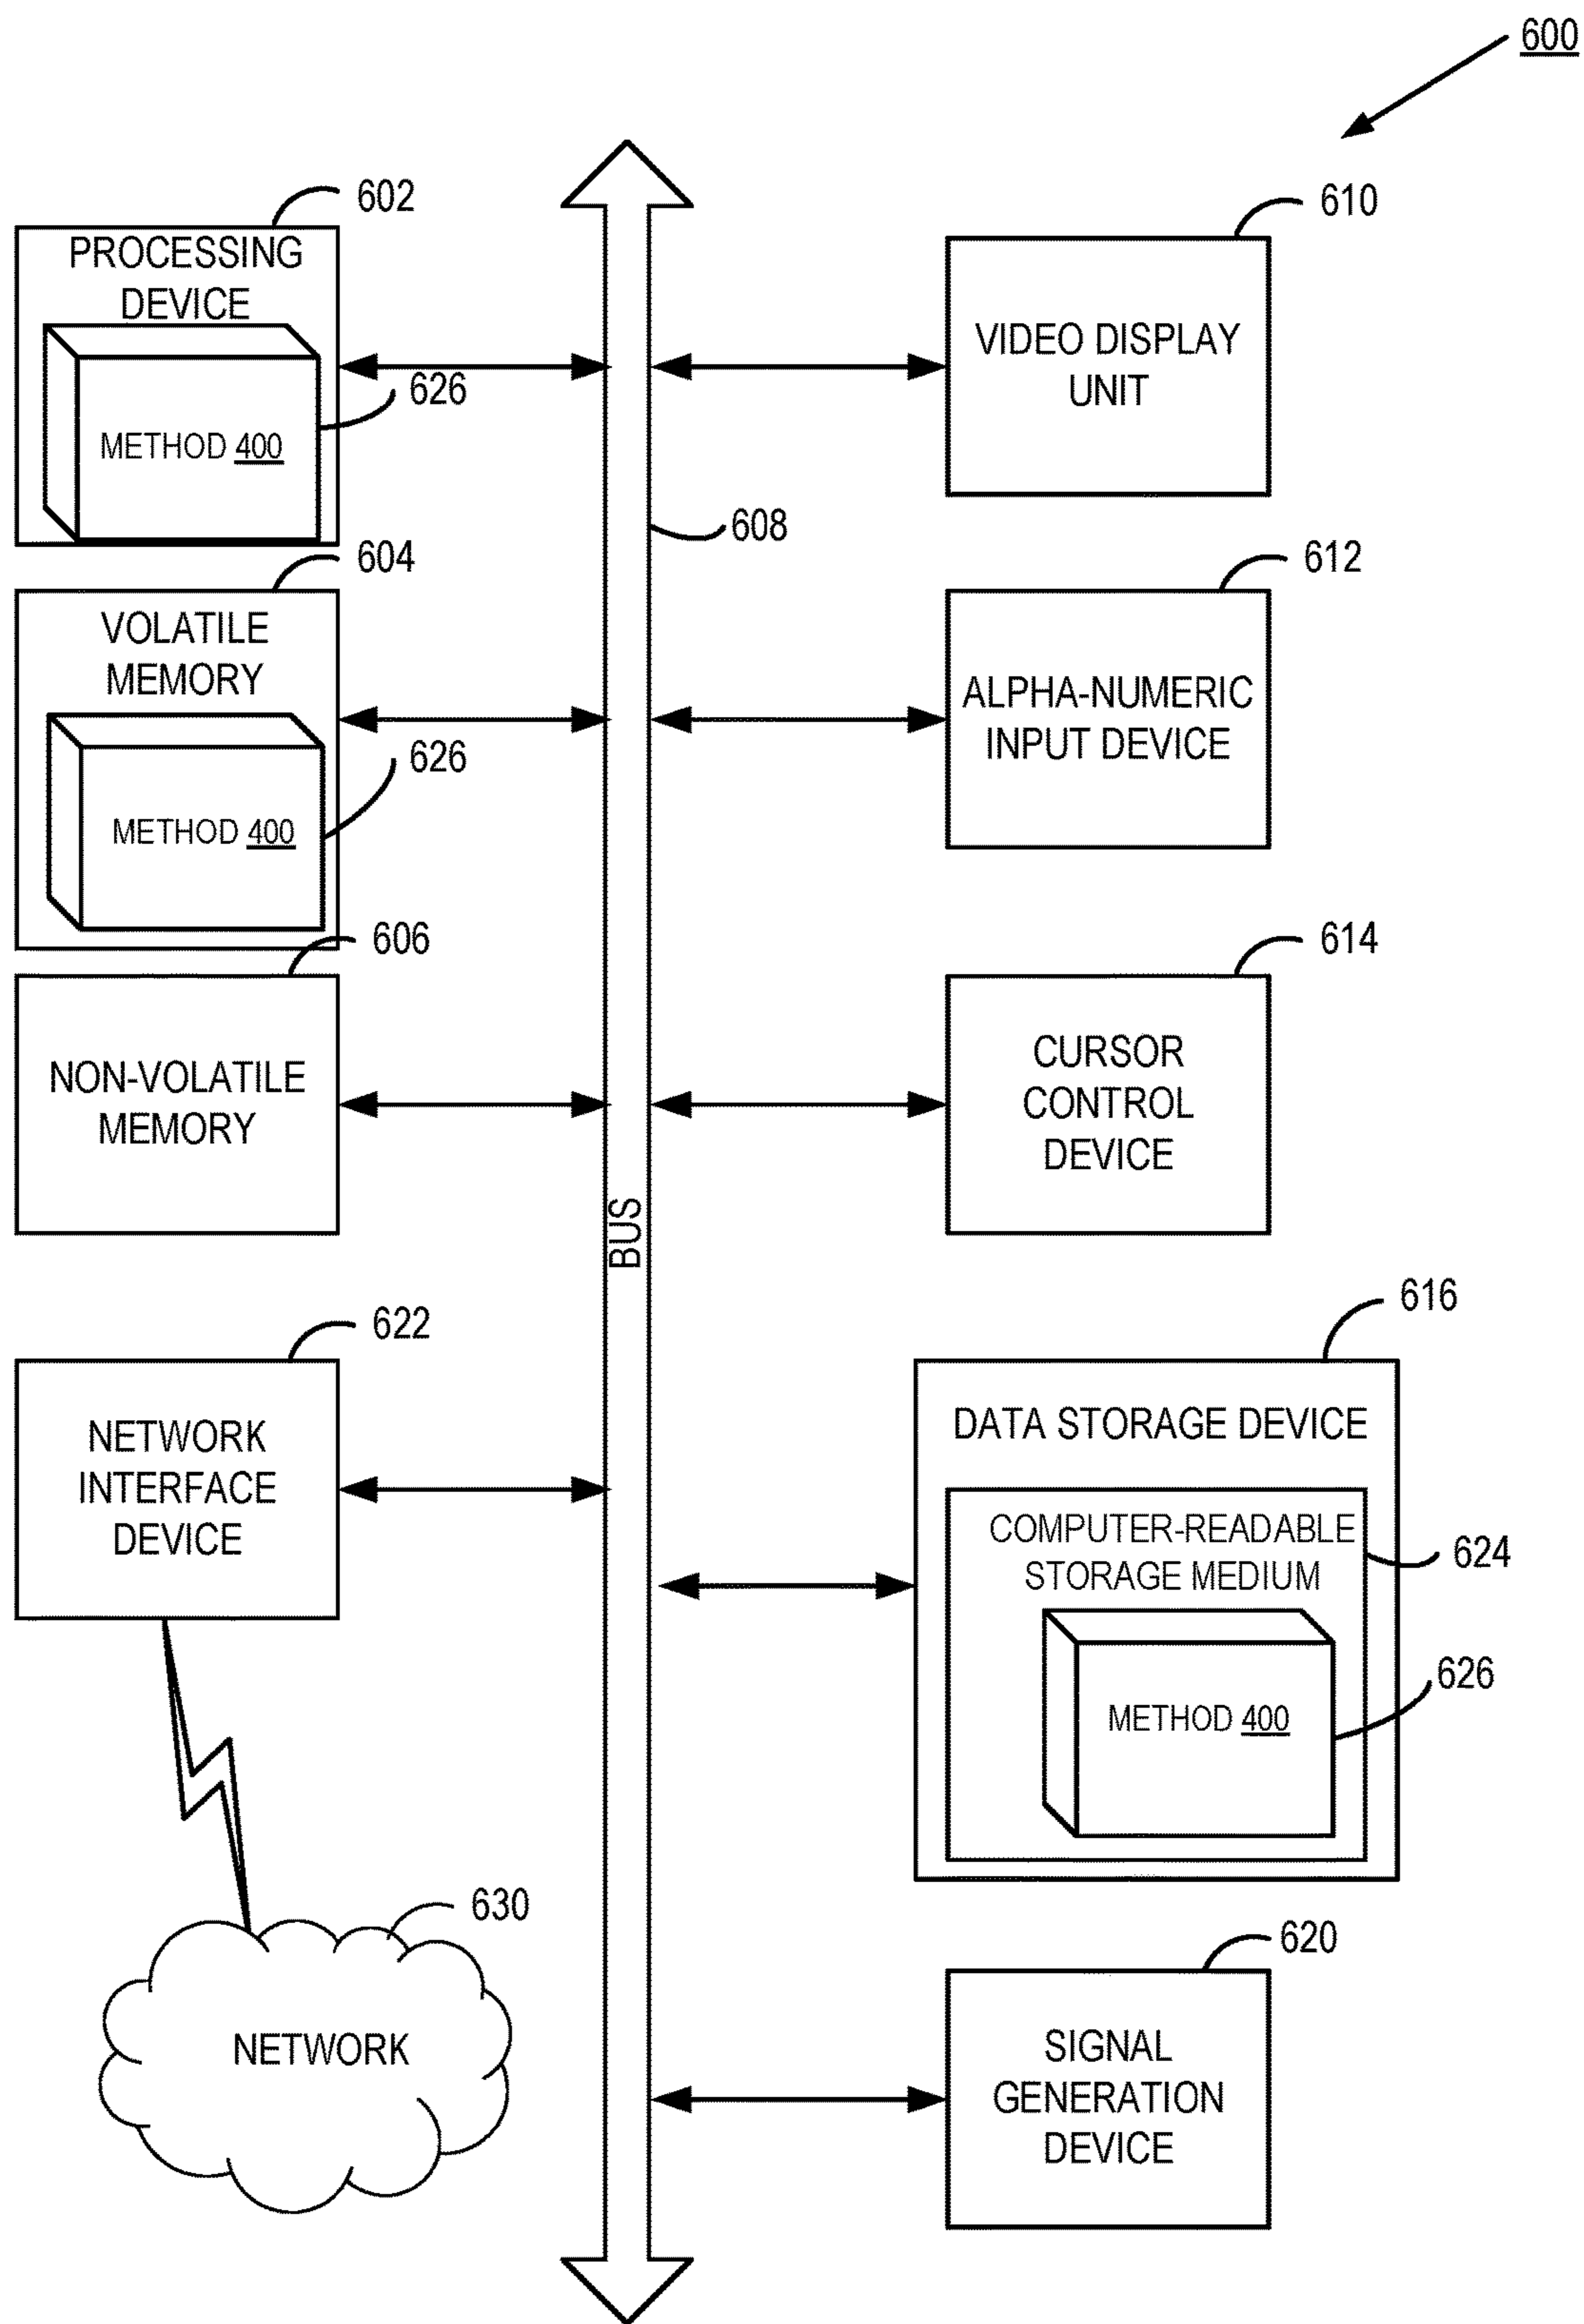 600
602
PROCESSING
DEVICE
626
METHOD 400
604
VOLATILE
MEMORY
626
METHOD 400
606
NON-VOLATILE
MEMORY
622
NETWORK
INTERFACE
DEVICE
630
NETWORK
608
BUS
610
VIDEO DISPLAY
UNIT
612
ALPHA-NUMERIC
INPUT DEVICE
614
CURSOR
CONTROL
DEVICE
616
DATA STORAGE DEVICE
COMPUTER-READABLE
STORAGE MEDIUM
624
626
METHOD 400
620
SIGNAL
GENERATION
DEVICE